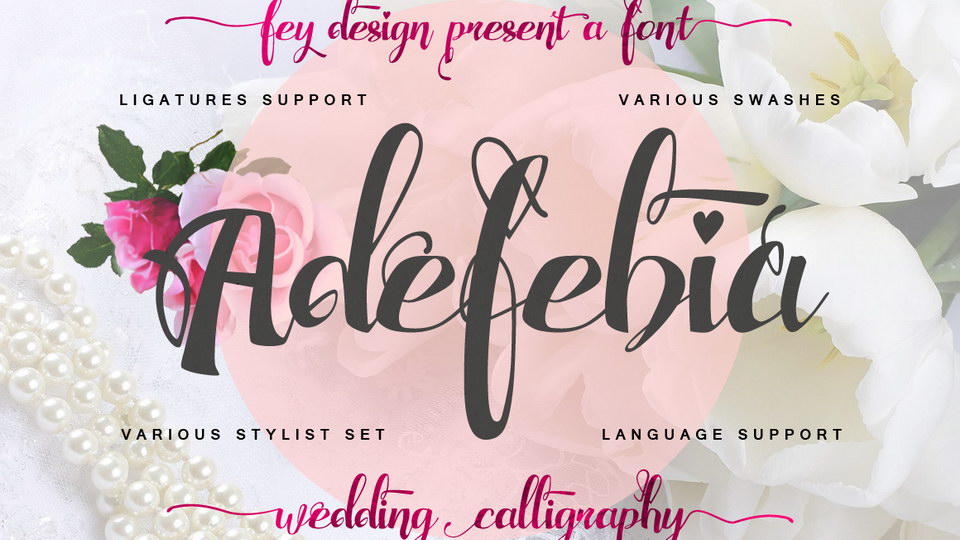 fey design present a font
LIGATURES SUPPORT VARIOUS SWASHES
Adefebia
VARIOUS STYLIST SET LANGUAGE SUPPORT
wedding calligraphy